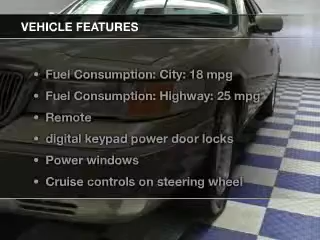 VEHICLE FEATURES
• Fuel Consumption: City: 18 mpg
• Fuel Consumption: Highway: 25 mpg
• Remote
• digital keypad power door locks
• Power windows
• Cruise controls on steering wheel